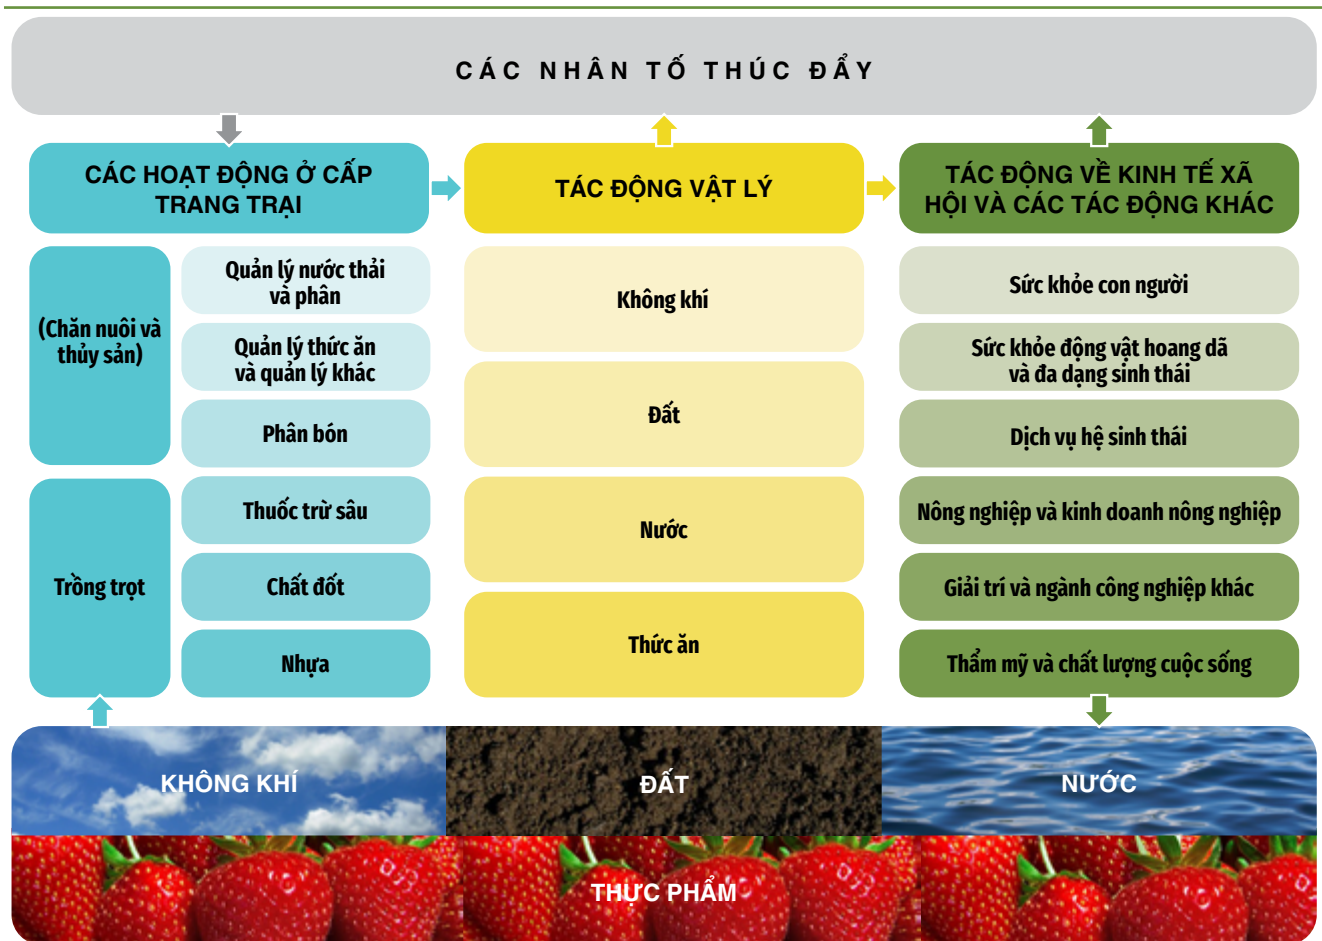 CÁC NHÂN TỐ THÚC ĐẨY
CÁC HOẠT ĐỘNG Ở CẤP
TRANG TRẠI
TÁC ĐỘNG VẬT LÝ
TÁC ĐỘNG VỀ KINH TẾ XÃ
HỘI VÀ CÁC TÁC ĐỘNG KHÁC
(Chăn nuôi và
thủy sản)
Trồng trọt
Quản lý nước thải
và phân
Quản lý thức ăn
và quản lý khác
Phân bón
Thuốc trừ sâu
Chất đốt
Nhựa
Không khí
Đất
Nước
Thức ăn
Sức khỏe con người
Sức khỏe động vật hoang dã
và đa dạng sinh thái
Dịch vụ hệ sinh thái
Nông nghiệp và kinh doanh nông nghiệp
Giải trí và ngành công nghiệp khác
Thẩm mỹ và chất lượng cuộc sống
KHÔNG KHÍ
ĐẤT
NƯỚC
THỰC PHẨM